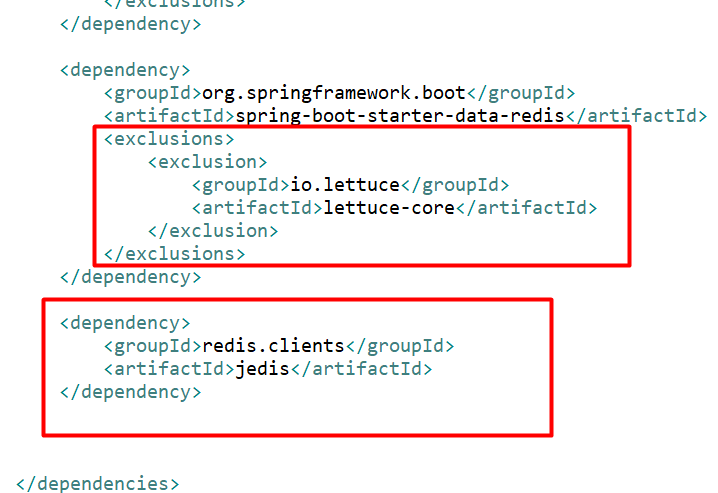 </exclusions>
</dependency>
<dependency>
<groupId>org.springframework.boot</groupId>
<artifactId>spring-boot-starter-data-redis</artifactId>
<exclusions>
<exclusion>
<groupId>io.lettuce</groupId>
<artifactId>lettuce-core</artifactId>
</exclusion>
</exclusions>
</dependency>
<dependency>
<groupId>redis.clients</groupId>
<artifactId>jedis</artifactId>
</dependency>
</dependencies>